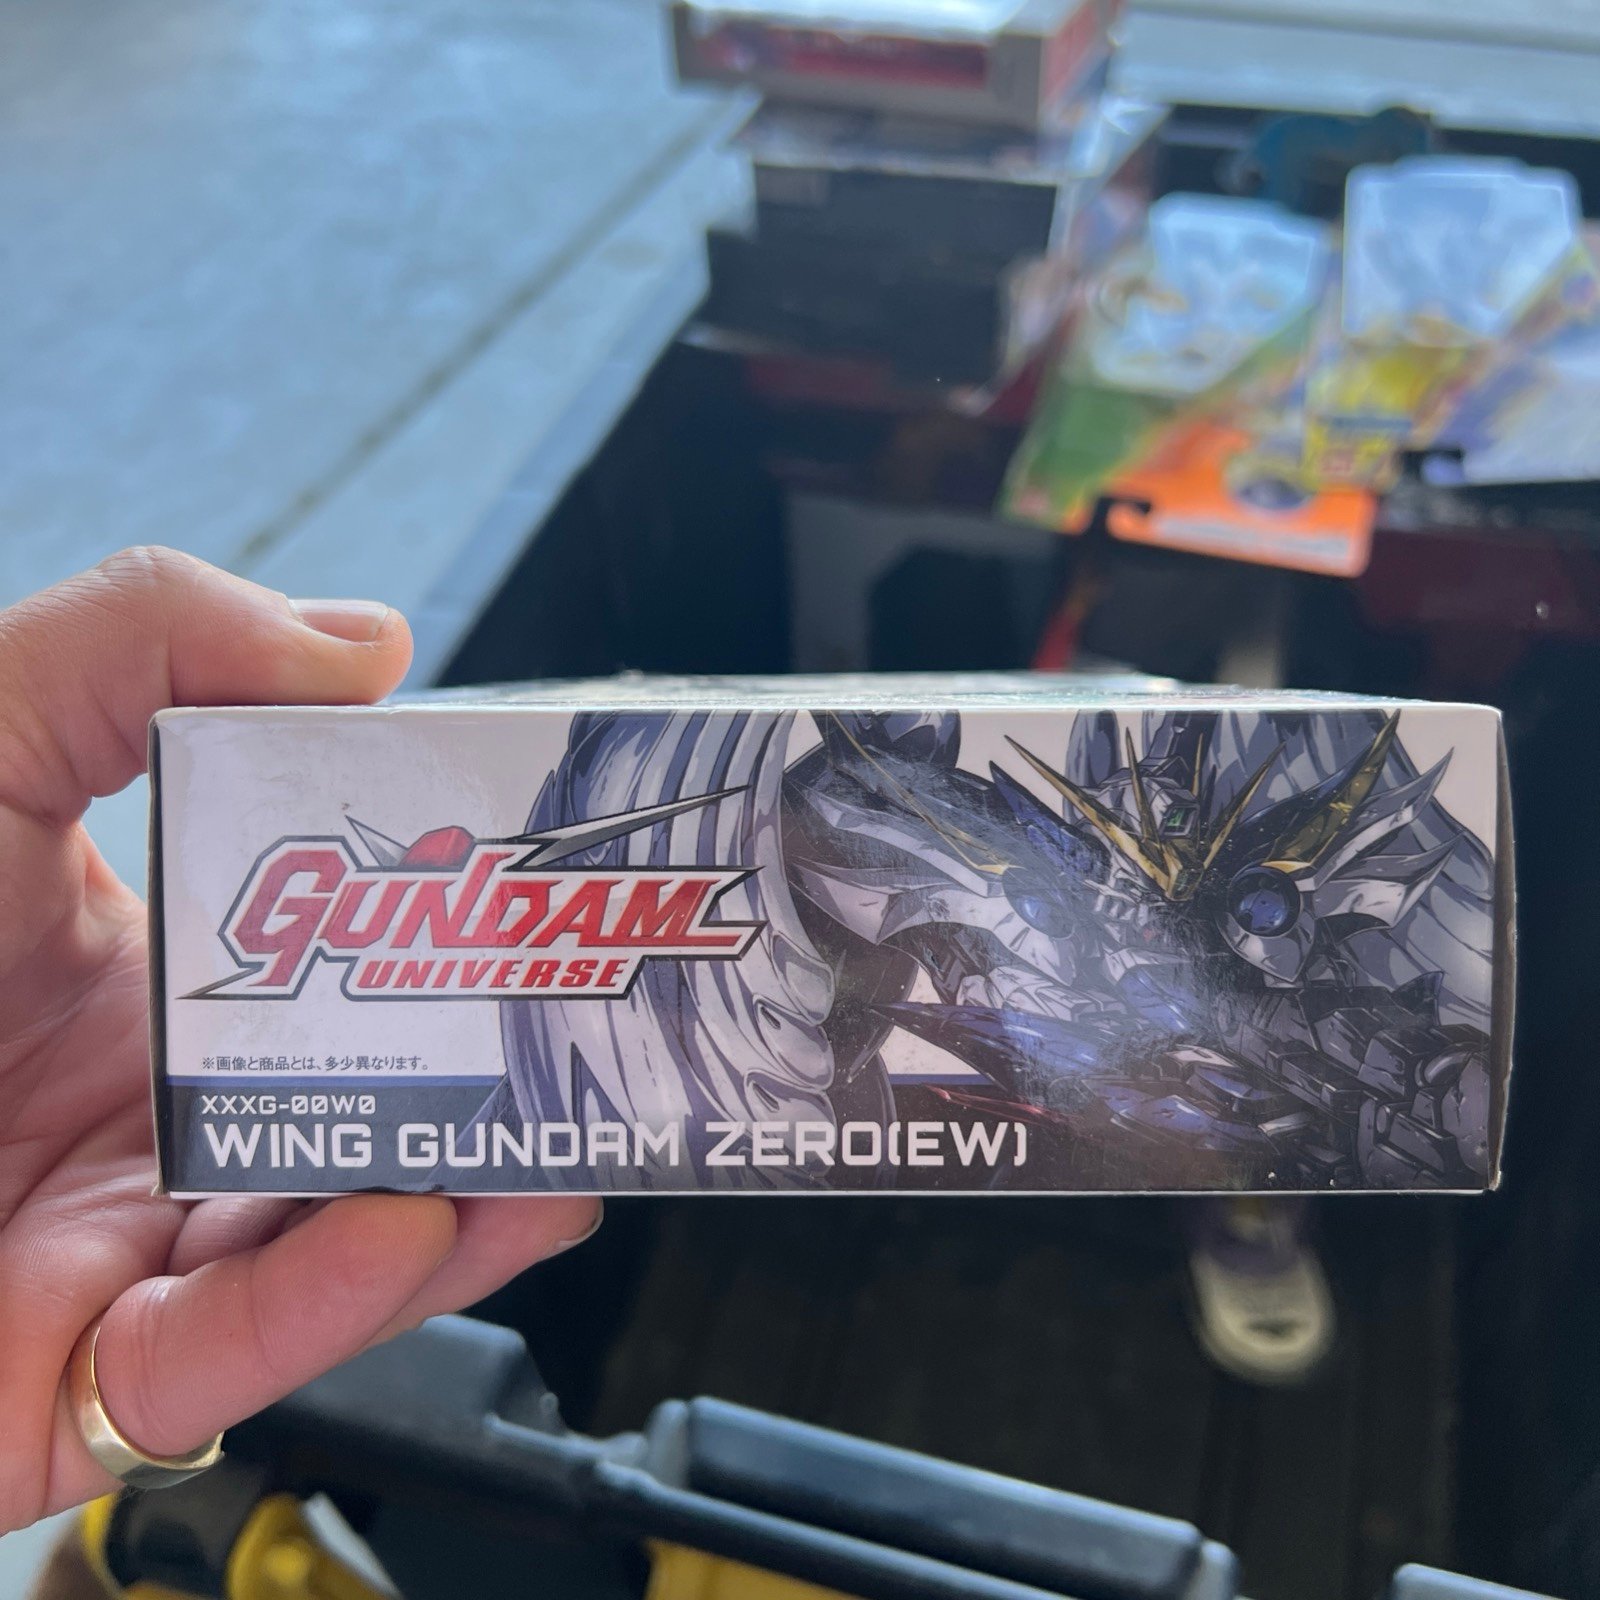 GUNDAM
UNIVERSE
※画像と商品とは、多少異なります。
XXXG-00W0
WING GUNDAM ZERO(EW)